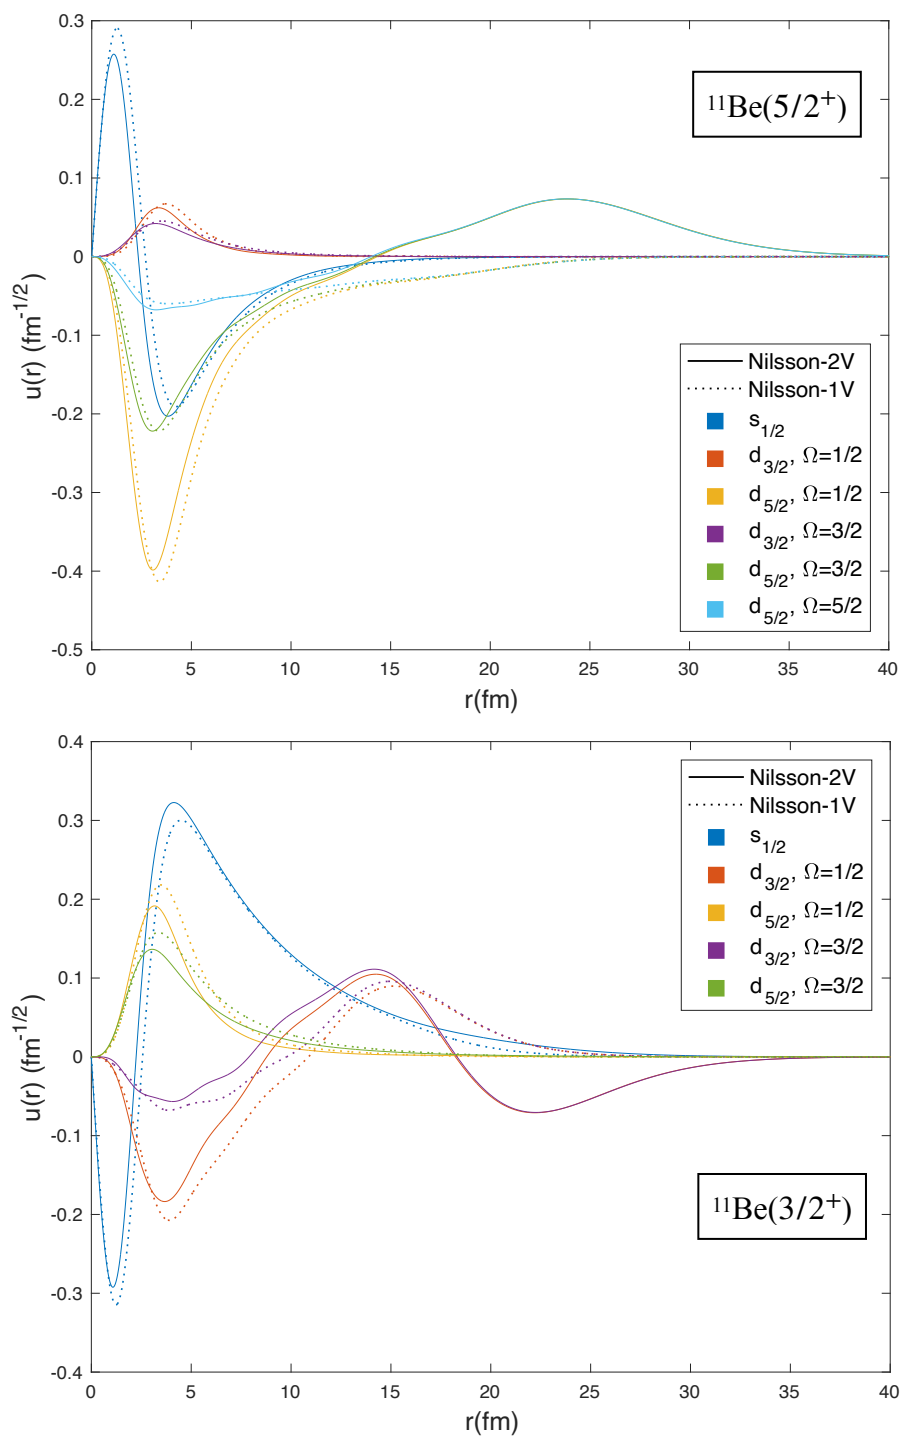 0.3
0.2
0.1
0
-0.1
-0.2
-0.3
-0.4
-0.5
u(r) (fm-1/2)
11Be(5/2+)
Nilsson-2V
Nilsson-1V
s1/2
d3/2, Ω=1/2
d5/2, Ω=1/2
d3/2, Ω=3/2
d5/2, Ω=3/2
d5/2, Ω=5/2
0 5 10 15 20 25 30 35 40
r(fm)
0.4
0.3
0.2
0.1
0
-0.1
-0.2
-0.3
-0.4
u(r) (fm-1/2)
Nilsson-2V
Nilsson-1V
s1/2
d3/2, Ω=1/2
d5/2, Ω=1/2
d3/2, Ω=3/2
d5/2, Ω=3/2
11Be(3/2+)
0 5 10 15 20 25 30 35 40
r(fm)